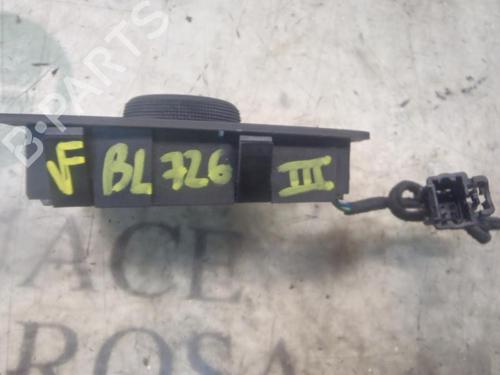 B-PARTS
VF BL 726 III
ACE
ROSA